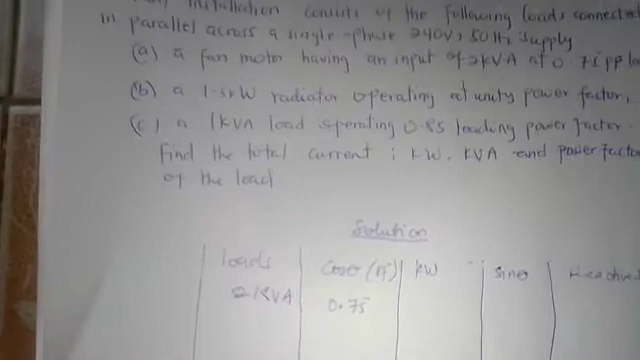 installation consists of the following loads connected
in parallel across a single-phase 240V, 50Hz supply
(a) a fan motor having an input of 2kVA at 0.75 p
(b) a 1.5kW radiator operating at unity power factor.
(c) a 1kVA load operating 0.85 leading power factor.
Find the total current; kW, kVA and power factor
of the load
Solution
loads kW Sine
2kVA 0.75